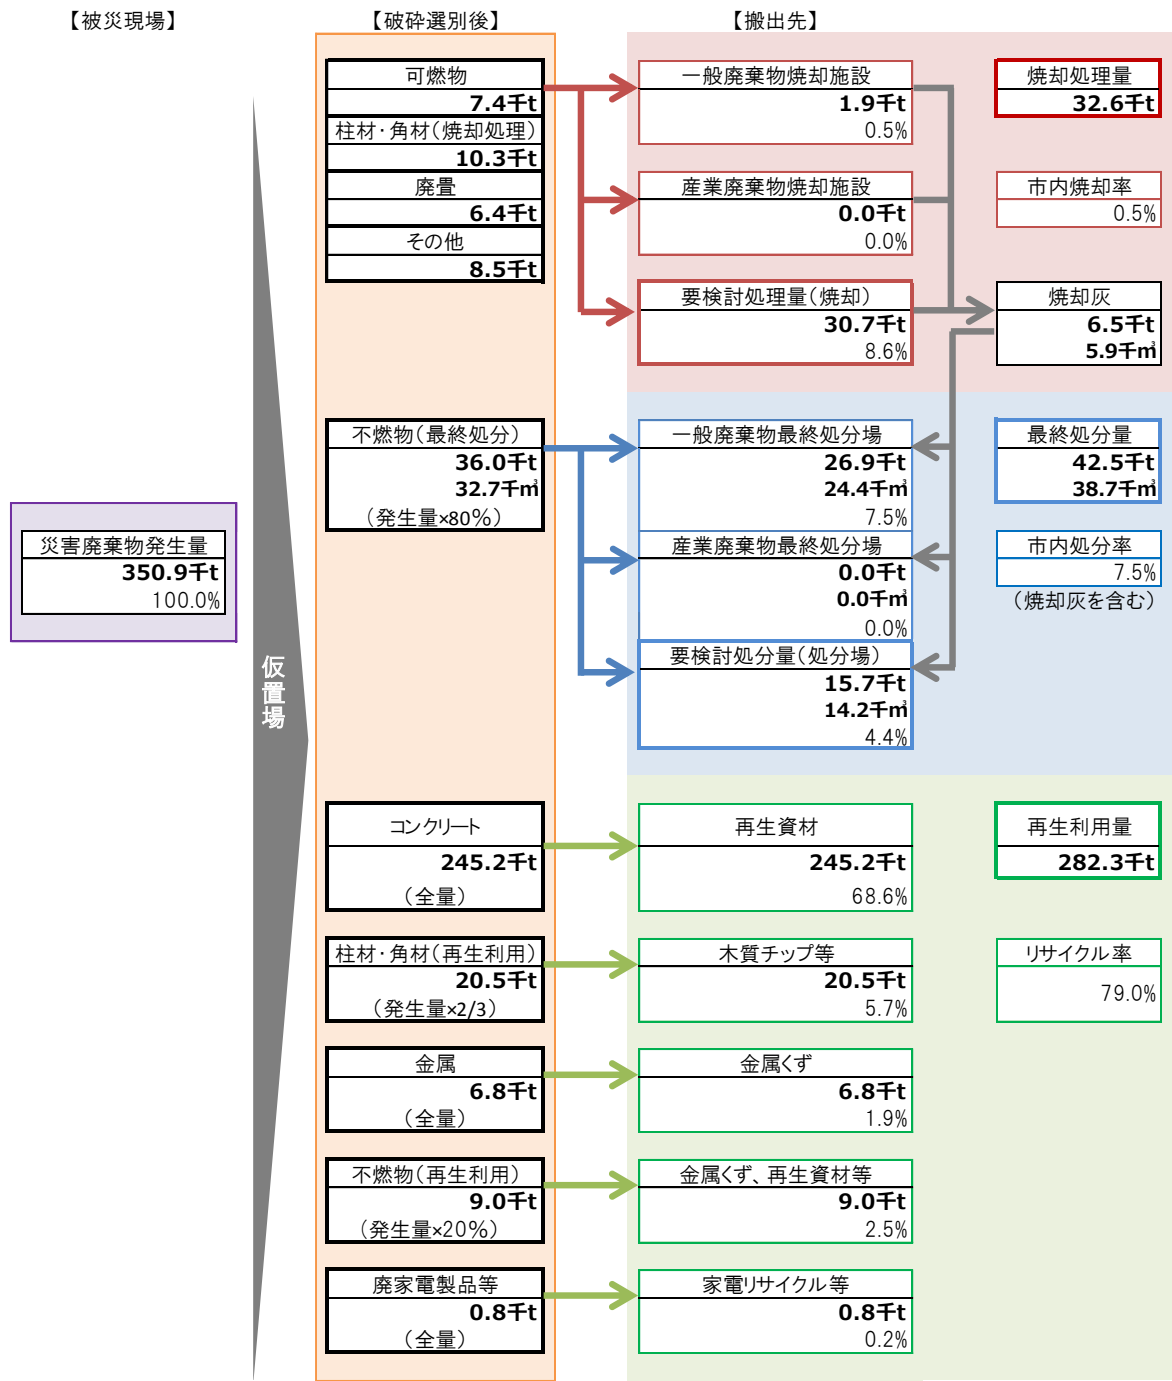 【被災現場】
【破砕選別後】
【搬出先】
災害廃棄物発生量
350.9千t
100.0%
仮置場
可燃物
7.4千t
柱材・角材（焼却処理）
10.3千t
廃畳
6.4千t
その他
8.5千t
不燃物（最終処分）
36.0千t
32.7千㎥
（発生量×80％）
コンクリート
245.2千t
（全量）
柱材・角材（再生利用）
20.5千t
（発生量×2/3）
金属
6.8千t
（全量）
不燃物（再生利用）
9.0千t
（発生量×20％）
廃家電製品等
0.8千t
（全量）
一般廃棄物焼却施設
1.9千t
0.5%
産業廃棄物焼却施設
0.0千t
0.0%
要検討処理量（焼却）
30.7千t
8.6%
一般廃棄物最終処分場
26.9千t
24.4千㎥
7.5%
産業廃棄物最終処分場
0.0千t
0.0千㎥
0.0%
要検討処分量（処分場）
15.7千t
14.2千㎥
4.4%
再生資材
245.2千t
68.6%
木質チップ等
20.5千t
5.7%
金属くず
6.8千t
1.9%
金属くず、再生資材等
9.0千t
2.5%
家電リサイクル等
0.8千t
0.2%
焼却処理量
32.6千t
市内焼却率
0.5%
焼却灰
6.5千t
5.9千㎥
最終処分量
42.5千t
38.7千㎥
市内処分率
7.5%
（焼却灰を含む）
再生利用量
282.3千t
リサイクル率
79.0%